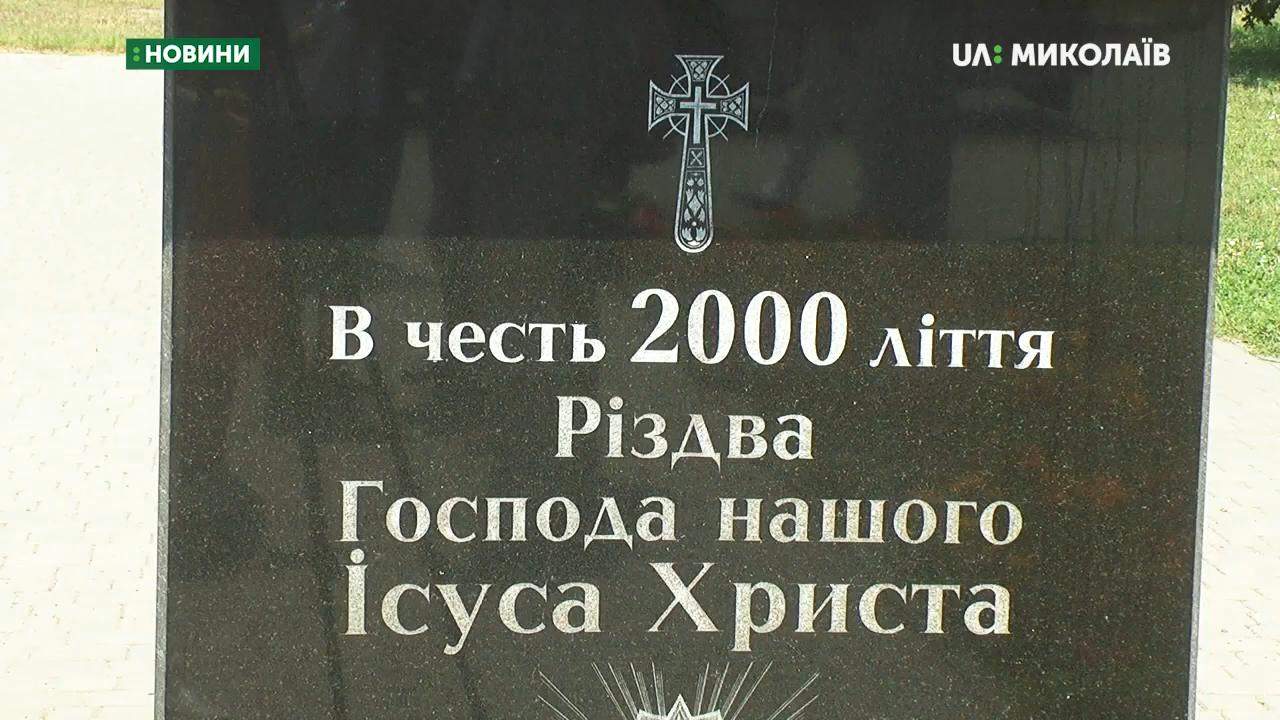 :НОВИНИ
UA: МИКОЛАЇВ
В честь 2000 ліття
Різдва
Господа нашого
Ісуса Христа